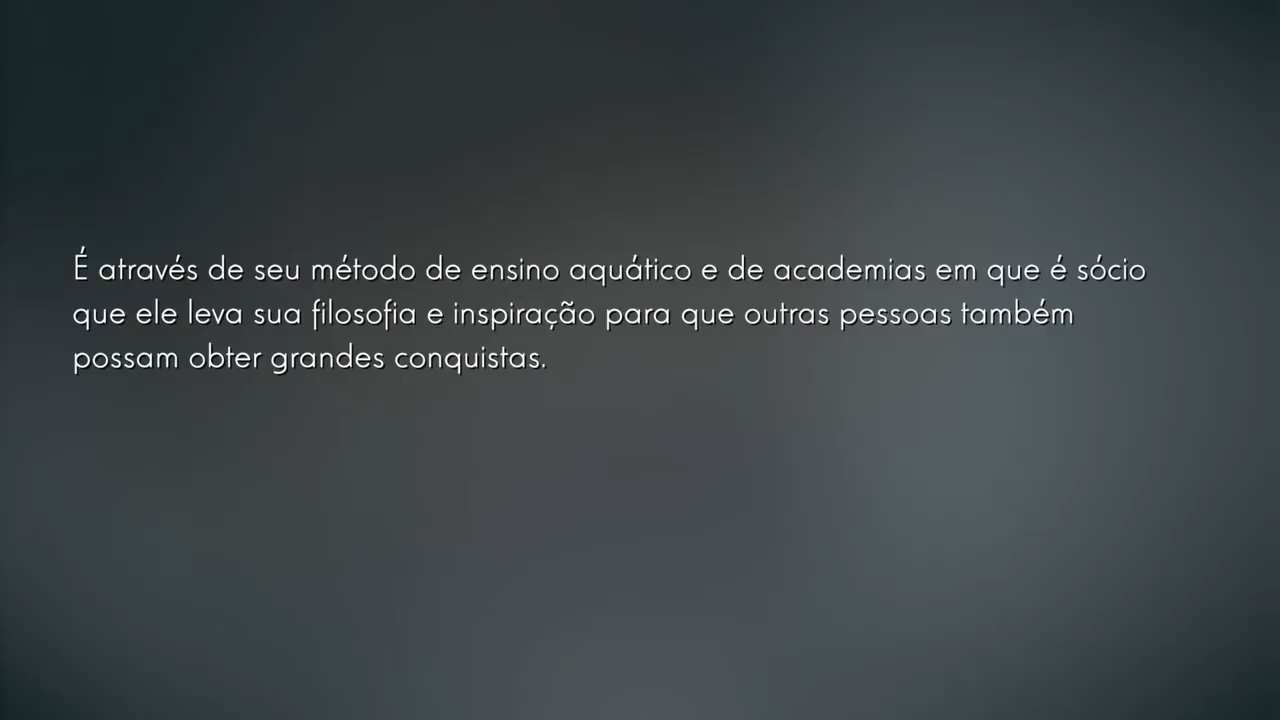 É através de seu método de ensino aquático e de academias em que é sócio
que ele leva sua filosofia e inspiração para que outras pessoas também
possam obter grandes conquistas.